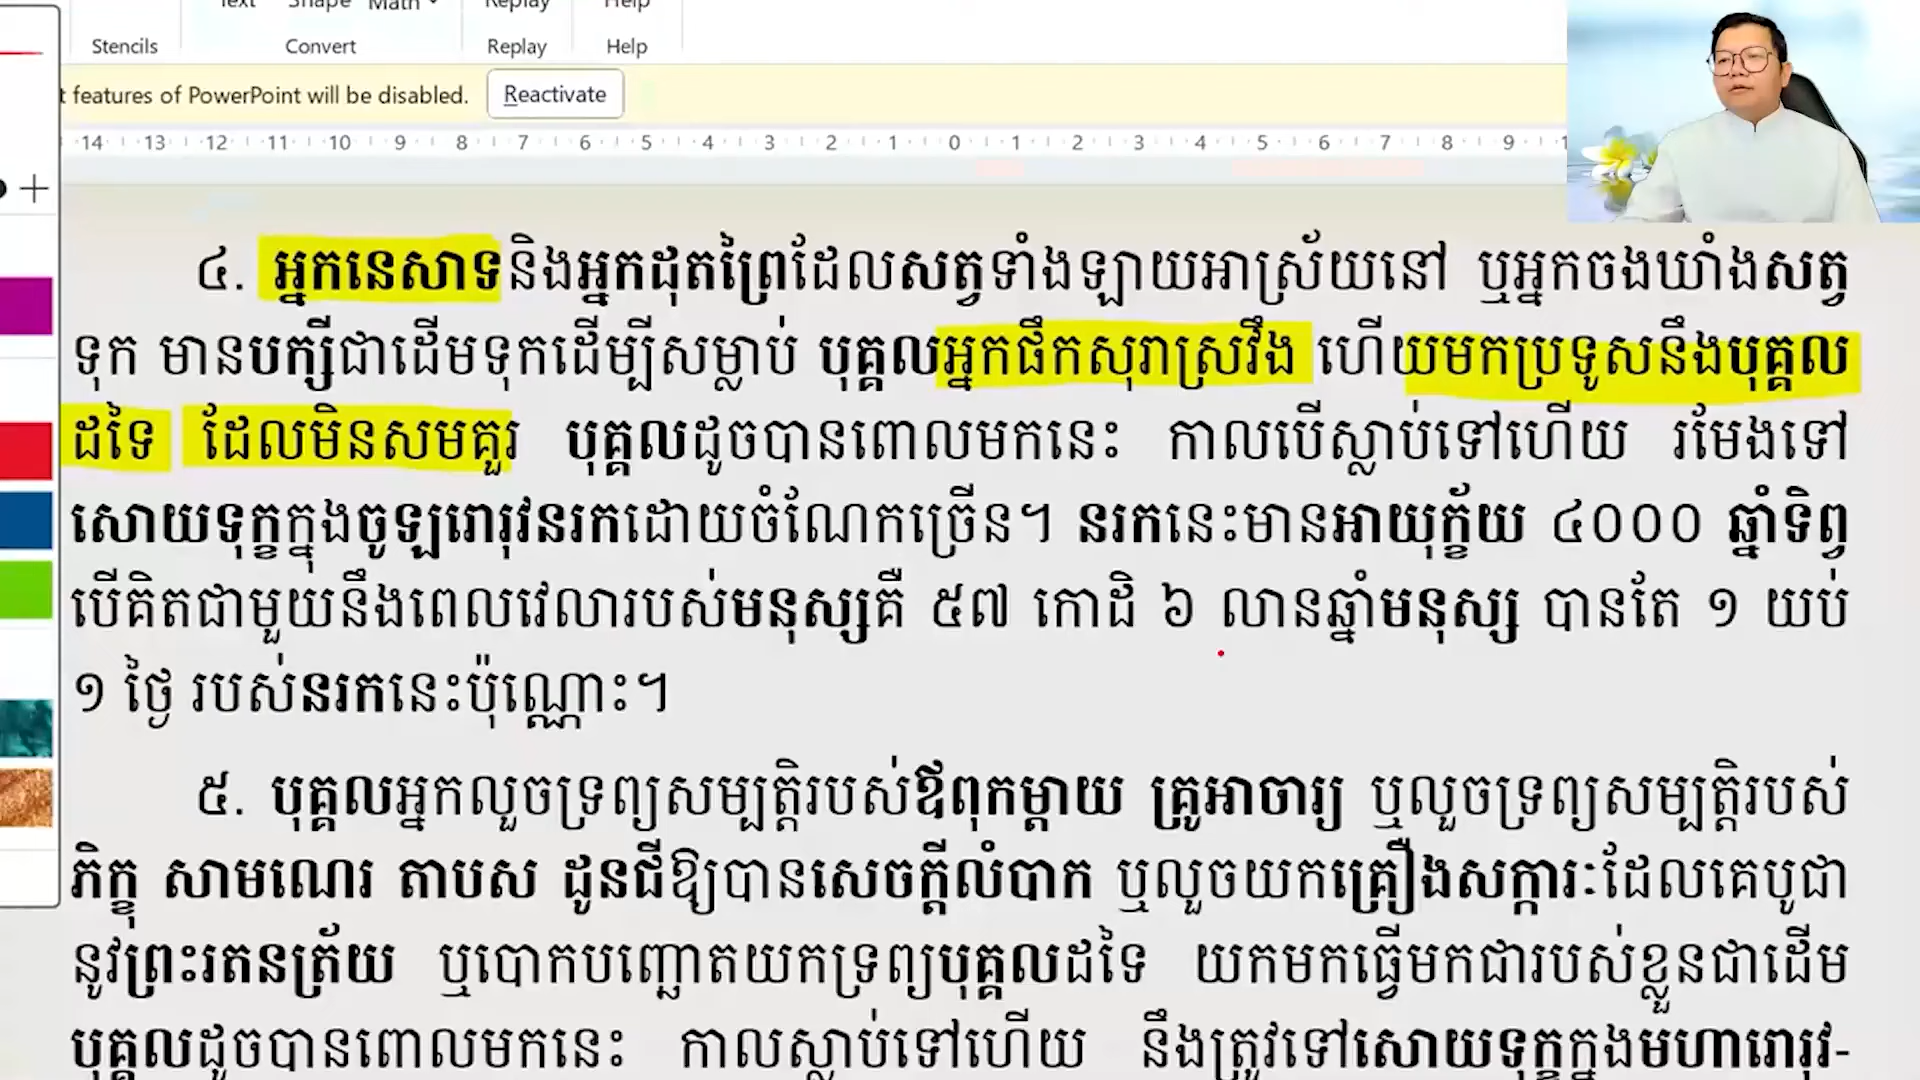 Text Shape Math Replay Help
Stencils Convert Replay Help
t features of PowerPoint will be disabled. Reactivate
14 13 12 11 10 9 8 7 6 5 4 3 2 1 0 1 2 3 4 5 6 7 8 9 1
៤. អ្នកនេសាទនិងអ្នកដុតព្រៃដែលសត្វទាំងឡាយអាស្រ័យនៅ ឬអ្នកចងឃាំងសត្វ
ទុក មានបក្សីជាដើមទុកដើម្បីសម្លាប់ បុគ្គលអ្នកផឹកសុរាស្រវឹង ហើយមកប្រទូសនឹងបុគ្គល
ដទៃ ដែលមិនសមគួរ បុគ្គលដូចបានពោលមកនេះ កាលបើស្លាប់ទៅហើយ រមែងទៅ
សោយទុក្ខក្នុងចូឡរោរុវនរកដោយចំណែកច្រើន។ នរកនេះមានអាយុក្ខ័យ ៤០០០ ឆ្នាំទិព្វ
បើគិតជាមួយនឹងពេលវេលារបស់មនុស្សគឺ ៥៧ កោដិ ៦ លានឆ្នាំមនុស្ស បានតែ ១ យប់
១ ថ្ងៃ របស់នរកនេះប៉ុណ្ណោះ។
៥. បុគ្គលអ្នកលួចទ្រព្យសម្បត្តិរបស់ឪពុកម្តាយ គ្រូអាចារ្យ ឬលួចទ្រព្យសម្បត្តិរបស់
ភិក្ខុ សាមណេរ តាបស ដូនជីឱ្យបានសេចក្តីលំបាក ឬលួចយកគ្រឿងសក្ការៈដែលគេបូជា
នូវព្រះរតនត្រ័យ ឬបោកបញ្ឆោតយកទ្រព្យបុគ្គលដទៃ យកមកធ្វើមកជារបស់ខ្លួនជាដើម
បុគ្គលដូចបានពោលមកនេះ កាលស្លាប់ទៅហើយ នឹងត្រូវទៅសោយទុក្ខក្នុងមហារោរុវ-